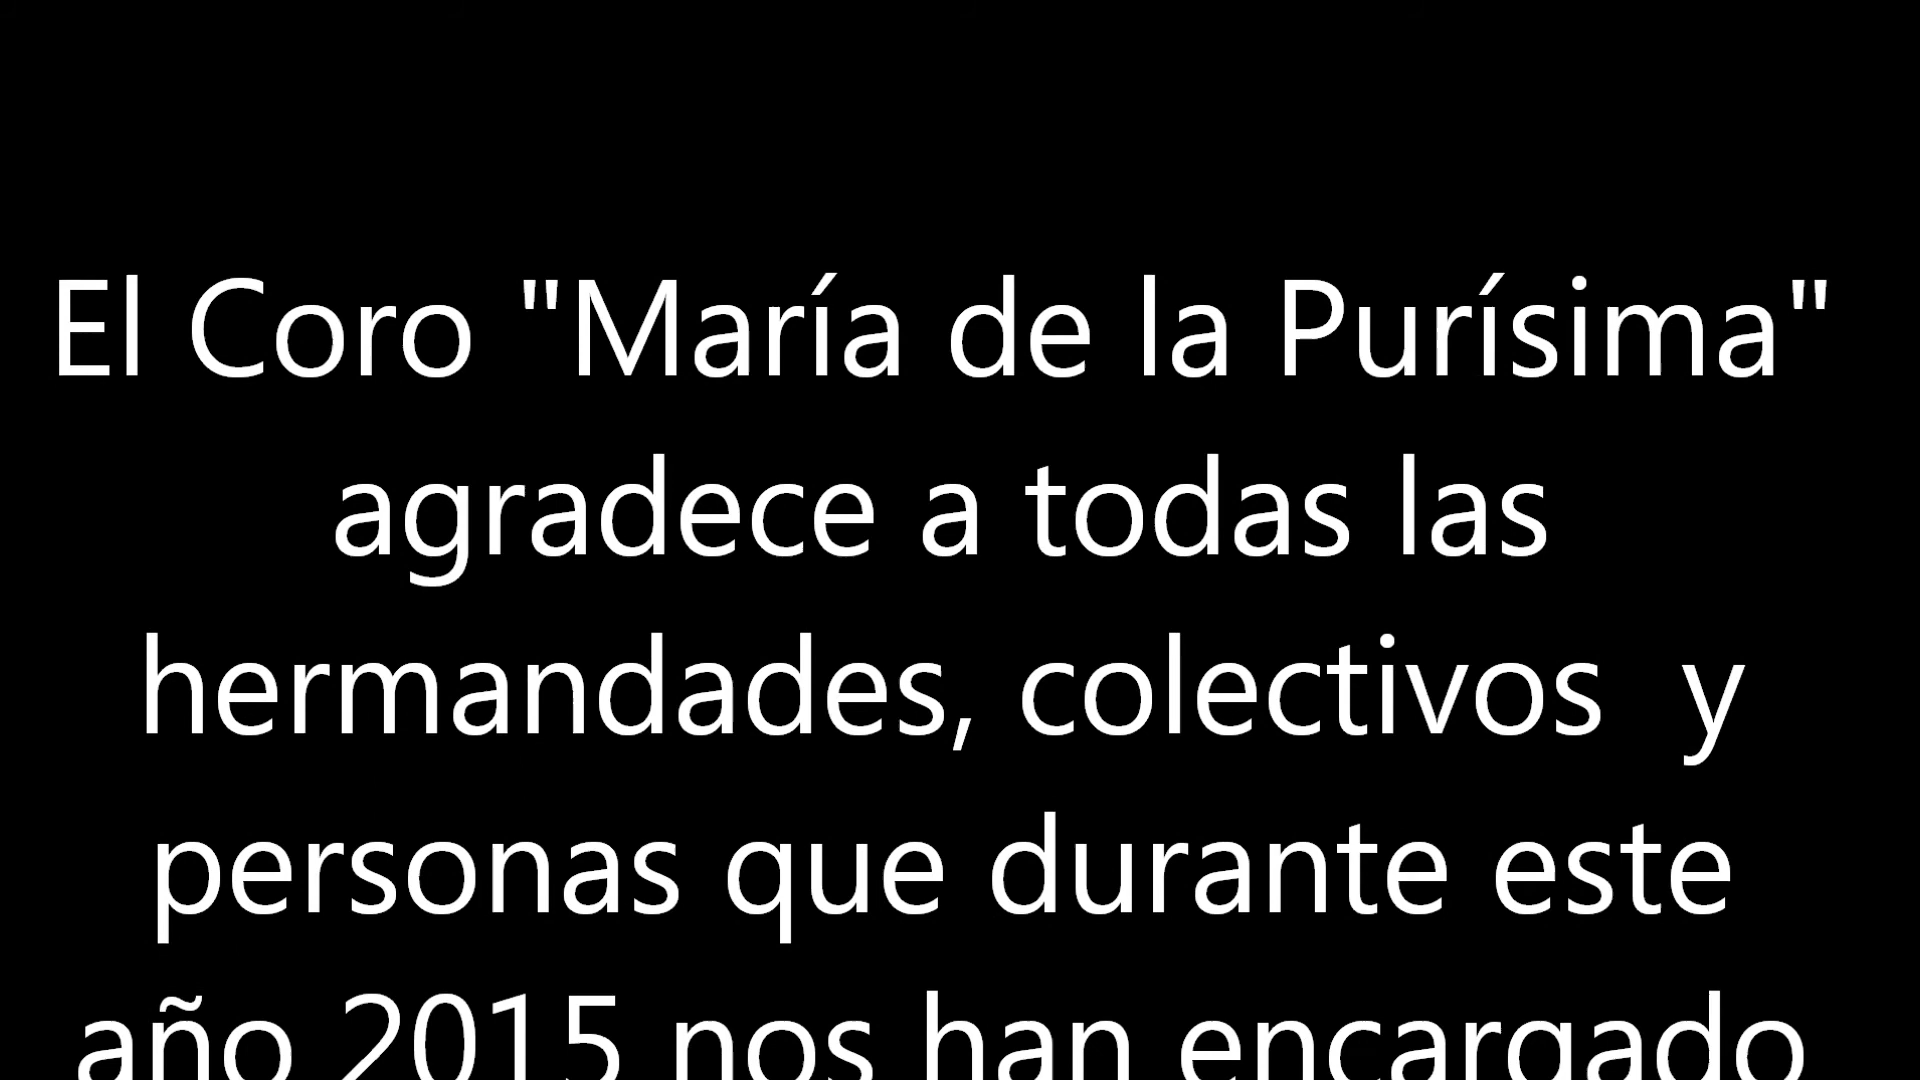 El Coro "María de la Purísima"
agradece a todas las
hermandades, colectivos  y
personas que durante este
año 2015 nos han encargado